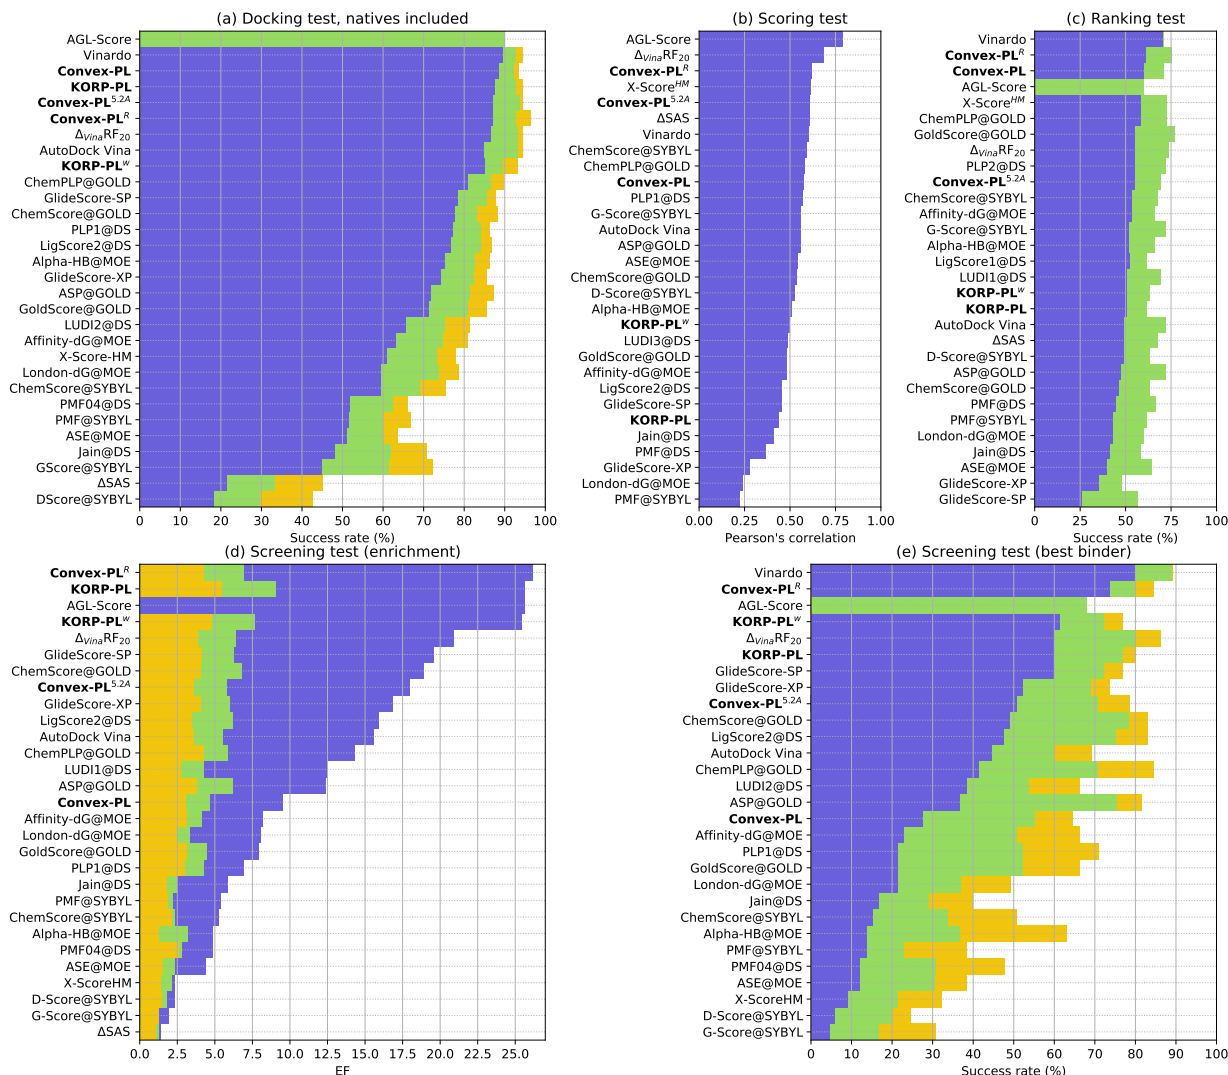 (a) Docking test, natives included
AGL-Score
Vinardo
Convex-PL
KORP-PL
Convex-PL5.2A
Convex-PLR
ΔVinaRF20
AutoDock Vina
KORP-PLw
ChemPLP@GOLD
GlideScore-SP
ChemScore@GOLD
PLP1@DS
LigScore2@DS
Alpha-HB@MOE
GlideScore-XP
ASP@GOLD
GoldScore@GOLD
LUDI2@DS
Affinity-dG@MOE
X-Score-HM
London-dG@MOE
ChemScore@SYBYL
PMF04@DS
PMF@SYBYL
ASE@MOE
Jain@DS
GScore@SYBYL
ΔSAS
DScore@SYBYL
0 10 20 30 40 50 60 70 80 90 100
Success rate (%)
(b) Scoring test
AGL-Score
ΔVinaRF20
Convex-PLR
X-ScoreHM
Convex-PL5.2A
ΔSAS
Vinardo
ChemScore@SYBYL
ChemPLP@GOLD
Convex-PL
PLP1@DS
G-Score@SYBYL
AutoDock Vina
ASP@GOLD
ASE@MOE
ChemScore@GOLD
D-Score@SYBYL
Alpha-HB@MOE
KORP-PLw
LUDI3@DS
GoldScore@GOLD
Affinity-dG@MOE
LigScore2@DS
GlideScore-SP
KORP-PL
Jain@DS
PMF@DS
GlideScore-XP
London-dG@MOE
PMF@SYBYL
0.00 0.25 0.50 0.75 1.00
Pearson's correlation
(c) Ranking test
Vinardo
Convex-PLR
Convex-PL
AGL-Score
X-ScoreHM
ChemPLP@GOLD
GoldScore@GOLD
ΔVinaRF20
PLP2@DS
Convex-PL5.2A
ChemScore@SYBYL
Affinity-dG@MOE
G-Score@SYBYL
Alpha-HB@MOE
LigScore1@DS
LUDI1@DS
KORP-PLw
KORP-PL
AutoDock Vina
ΔSAS
D-Score@SYBYL
ASP@GOLD
ChemScore@GOLD
PMF@DS
PMF@SYBYL
London-dG@MOE
Jain@DS
ASE@MOE
GlideScore-XP
GlideScore-SP
0 25 50 75 100
Success rate (%)
(d) Screening test (enrichment)
Convex-PLR
KORP-PL
AGL-Score
KORP-PLw
ΔVinaRF20
GlideScore-SP
ChemScore@GOLD
Convex-PL5.2A
GlideScore-XP
LigScore2@DS
AutoDock Vina
ChemPLP@GOLD
LUDI1@DS
ASP@GOLD
Convex-PL
Affinity-dG@MOE
London-dG@MOE
GoldScore@GOLD
PLP1@DS
Jain@DS
PMF@SYBYL
ChemScore@SYBYL
Alpha-HB@MOE
PMF04@DS
ASE@MOE
X-ScoreHM
D-Score@SYBYL
G-Score@SYBYL
ΔSAS
0.0 2.5 5.0 7.5 10.0 12.5 15.0 17.5 20.0 22.5 25.0
EF
(e) Screening test (best binder)
Vinardo
Convex-PLR
AGL-Score
KORP-PLw
ΔVinaRF20
KORP-PL
GlideScore-SP
GlideScore-XP
Convex-PL5.2A
ChemScore@GOLD
LigScore2@DS
AutoDock Vina
ChemPLP@GOLD
LUDI2@DS
ASP@GOLD
Convex-PL
Affinity-dG@MOE
PLP1@DS
GoldScore@GOLD
London-dG@MOE
Jain@DS
ChemScore@SYBYL
Alpha-HB@MOE
PMF@SYBYL
PMF04@DS
ASE@MOE
X-ScoreHM
D-Score@SYBYL
G-Score@SYBYL
0 10 20 30 40 50 60 70 80 90 100
Success rate (%)